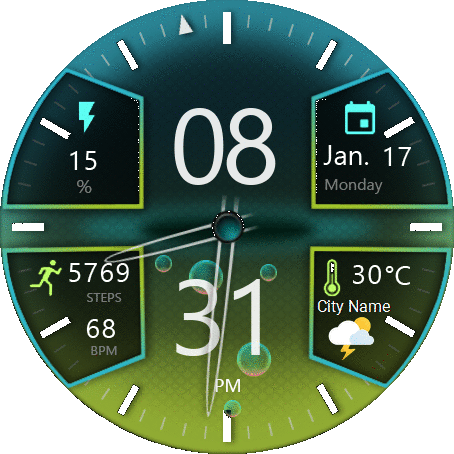 08
15
%
Jan. 17
Monday
5769
STEPS
68
BPM
30°C
City Name
31
PM